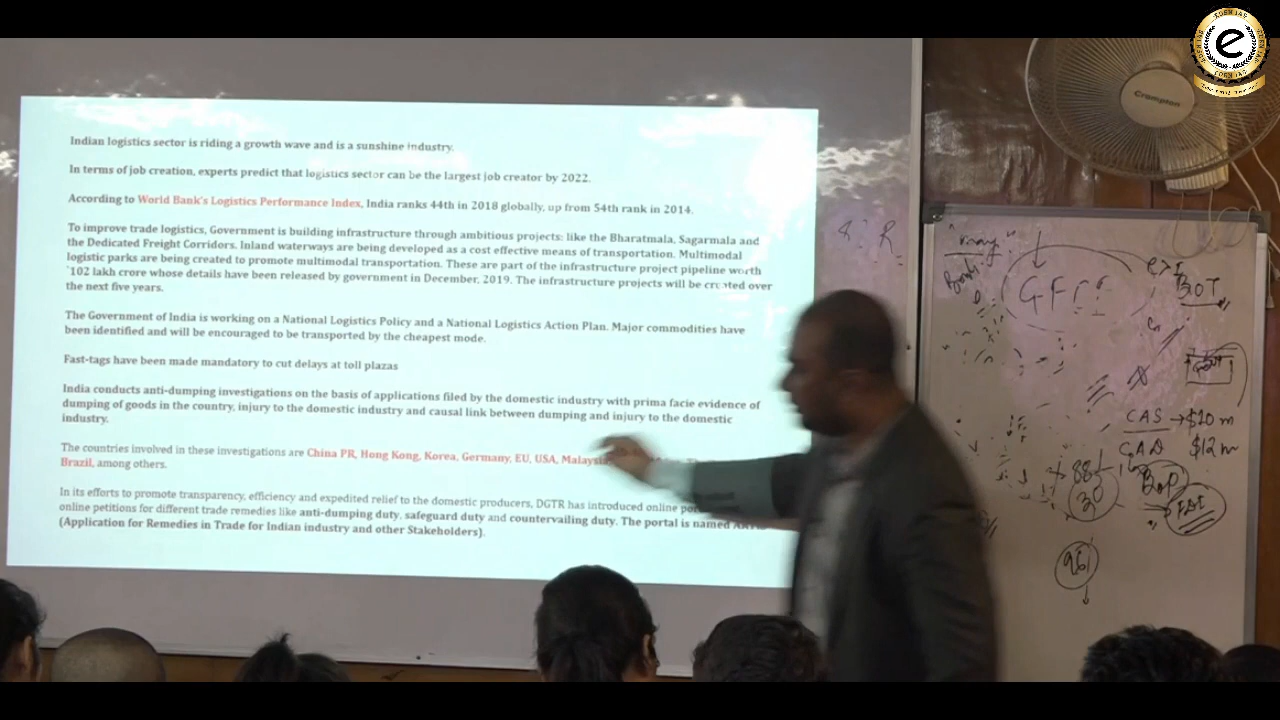 Indian logistics sector is riding a growth wave and is a sunshine industry.
In terms of job creation, experts predict that logistics sector can be the largest job creator by 2022.
According to World Bank's Logistics Performance Index, India ranks 44th in 2018 globally, up from 54th rank in 2014.
To improve trade logistics, Government is building infrastructure through ambitious projects: like the Bharatmala, Sagarmala and
the Dedicated Freight Corridors. Inland waterways are being developed as a cost effective means of transportation. Multimodal
logistic parks are being created to promote multimodal transportation. These are part of the infrastructure project pipeline worth
`102 lakh crore whose details have been released by government in December, 2019. The infrastructure projects will be created over
the next five years.
The Government of India is working on a National Logistics Policy and a National Logistics Action Plan. Major commodities have
been identified and will be encouraged to be transported by the cheapest mode.
Fast-tags have been made mandatory to cut delays at toll plazas
India conducts anti-dumping investigations on the basis of applications filed by the domestic industry with prima facie evidence of
dumping of goods in the country, injury to the domestic industry and causal link between dumping and injury to the domestic
industry.
The countries involved in these investigations are China PR, Hong Kong, Korea, Germany, EU, USA, Malaysia
Brazil, among others.
In its efforts to promote transparency, efficiency and expedited relief to the domestic producers, DGTR has introduced online
online petitions for different trade remedies like anti-dumping duty, safeguard duty and countervailing duty. The portal is named
(Application for Remedies in Trade for Indian industry and other Stakeholders).
e
Crompton
BOT
CAS → $10 m
CAD $12 m
BOP
FDI
30